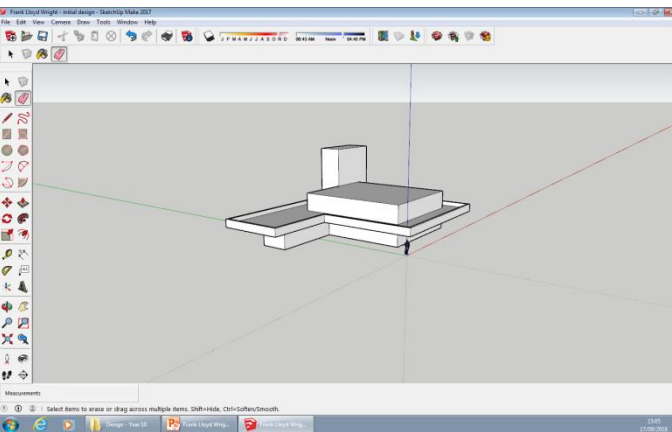 Frank Lloyd Wright - initial design - SketchUp Make 2017
File Edit View Camera Draw Tools Window Help
J F M A M J J A S O N D 06:43 AM Noon 04:45 PM
Measurements
Select items to erase or drag across multiple items. Shift=Hide, Ctrl=Soften/Smooth.
Design - Year 10 Frank Lloyd Wrig... Frank Lloyd Wrig...
15:05
17/09/2018